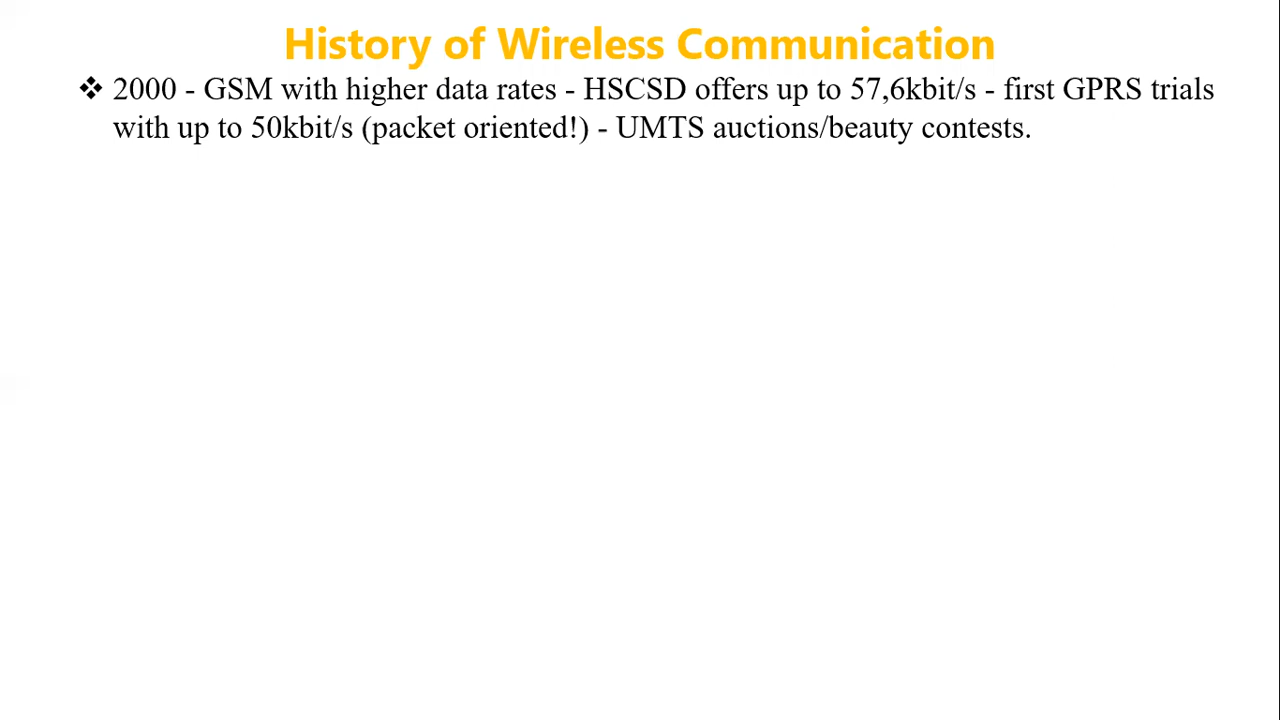 History of Wireless Communication
❖ 2000 - GSM with higher data rates - HSCSD offers up to 57,6kbit/s - first GPRS trials
with up to 50kbit/s (packet oriented!) - UMTS auctions/beauty contests.